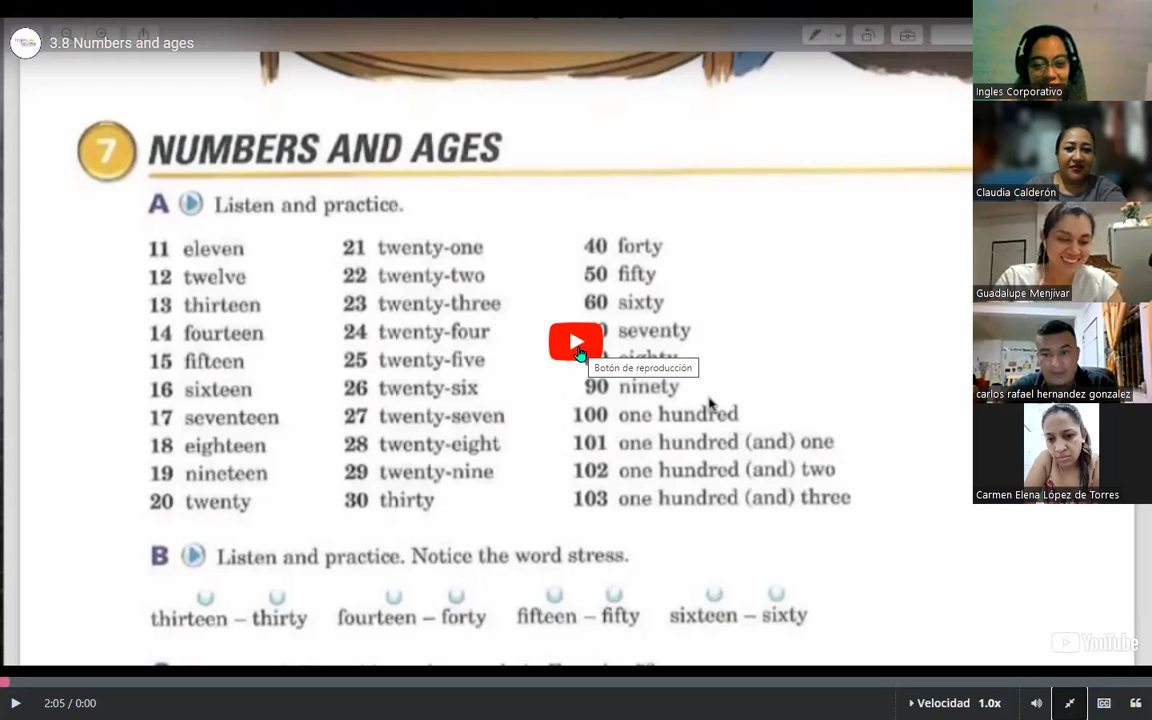 3.8 Numbers and ages
7 NUMBERS AND AGES
A Listen and practice.
11 eleven
12 twelve
13 thirteen
14 fourteen
15 fifteen
16 sixteen
17 seventeen
18 eighteen
19 nineteen
20 twenty
21 twenty-one
22 twenty-two
23 twenty-three
24 twenty-four
25 twenty-five
26 twenty-six
27 twenty-seven
28 twenty-eight
29 twenty-nine
30 thirty
40 forty
50 fifty
60 sixty
seventy
eighty
90 ninety
100 one hundred
101 one hundred (and) one
102 one hundred (and) two
103 one hundred (and) three
Botón de reproducción
B Listen and practice. Notice the word stress.
thirteen – thirty fourteen – forty fifteen – fifty sixteen – sixty
YouTube
2:05 / 0:00
Velocidad 1.0x
Ingles Corporativo
Claudia Calderón
Guadalupe Menjivar
carlos rafael hernandez gonzalez
Carmen Elena López de Torres